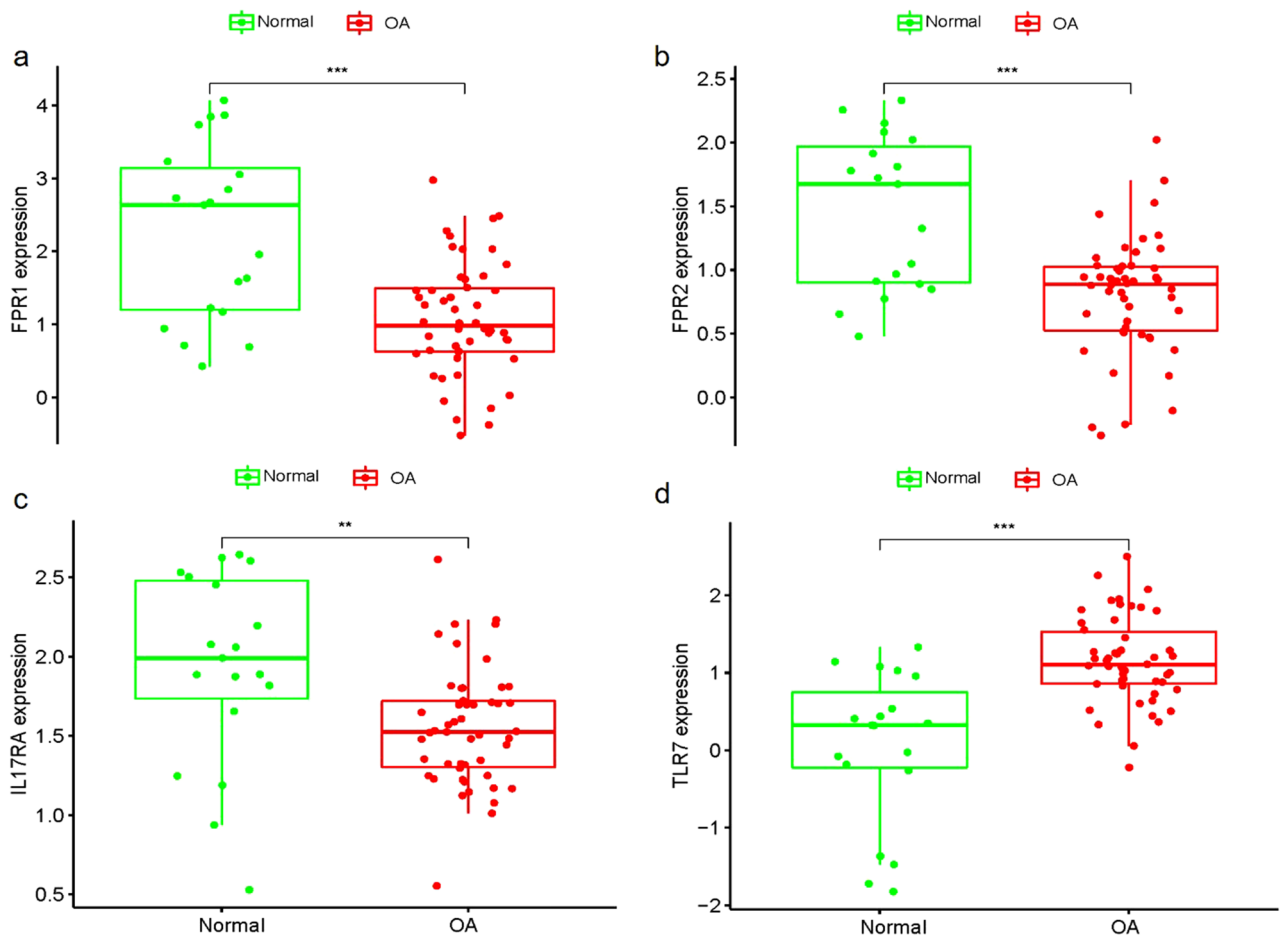 Normal OA
Normal OA
a
b
***
***
FPR1 expression
4
3
2
1
0
FPR2 expression
2.5
2.0
1.5
1.0
0.5
0.0
Normal OA
Normal OA
c
d
**
***
IL17RA expression
2.5
2.0
1.5
1.0
0.5
TLR7 expression
2
1
0
−1
−2
Normal OA
Normal OA